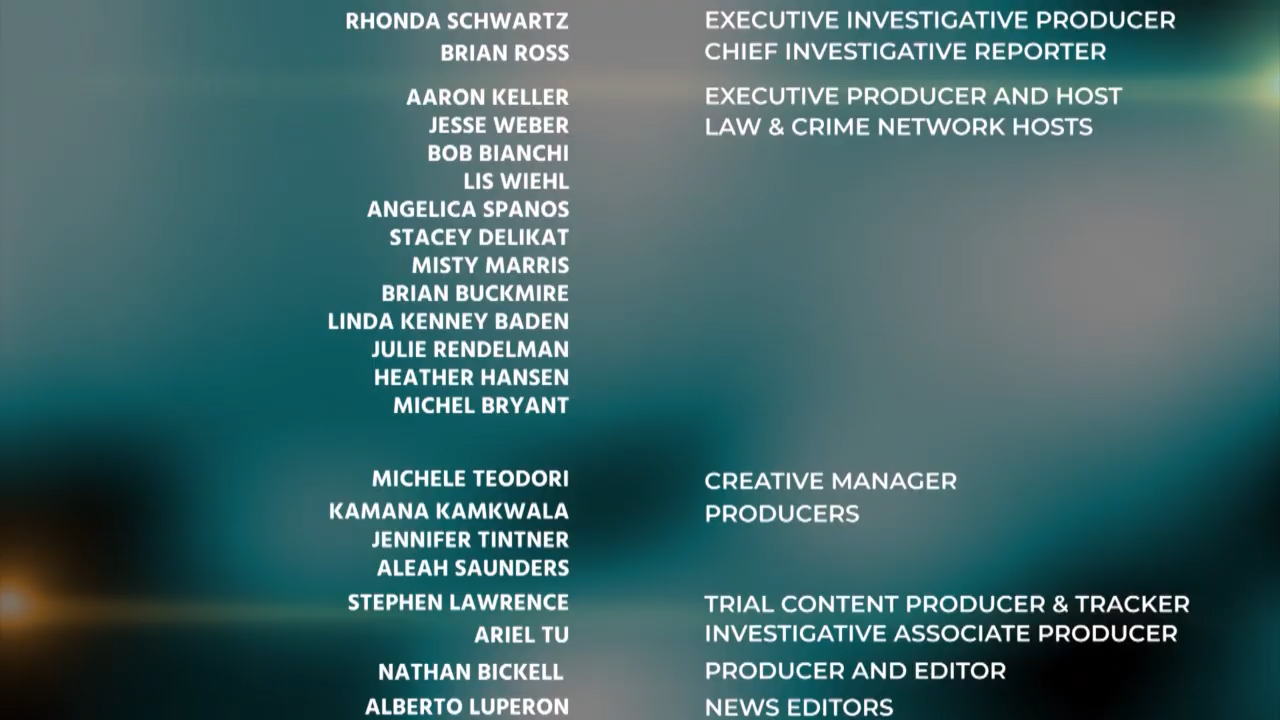 RHONDA SCHWARTZ EXECUTIVE INVESTIGATIVE PRODUCER
BRIAN ROSS CHIEF INVESTIGATIVE REPORTER
AARON KELLER EXECUTIVE PRODUCER AND HOST
JESSE WEBER LAW & CRIME NETWORK HOSTS
BOB BIANCHI
LIS WIEHL
ANGELICA SPANOS
STACEY DELIKAT
MISTY MARRIS
BRIAN BUCKMIRE
LINDA KENNEY BADEN
JULIE RENDELMAN
HEATHER HANSEN
MICHEL BRYANT
MICHELE TEODORI CREATIVE MANAGER
KAMANA KAMKWALA PRODUCERS
JENNIFER TINTNER
ALEAH SAUNDERS
STEPHEN LAWRENCE TRIAL CONTENT PRODUCER & TRACKER
ARIEL TU INVESTIGATIVE ASSOCIATE PRODUCER
NATHAN BICKELL PRODUCER AND EDITOR
ALBERTO LUPERON NEWS EDITORS